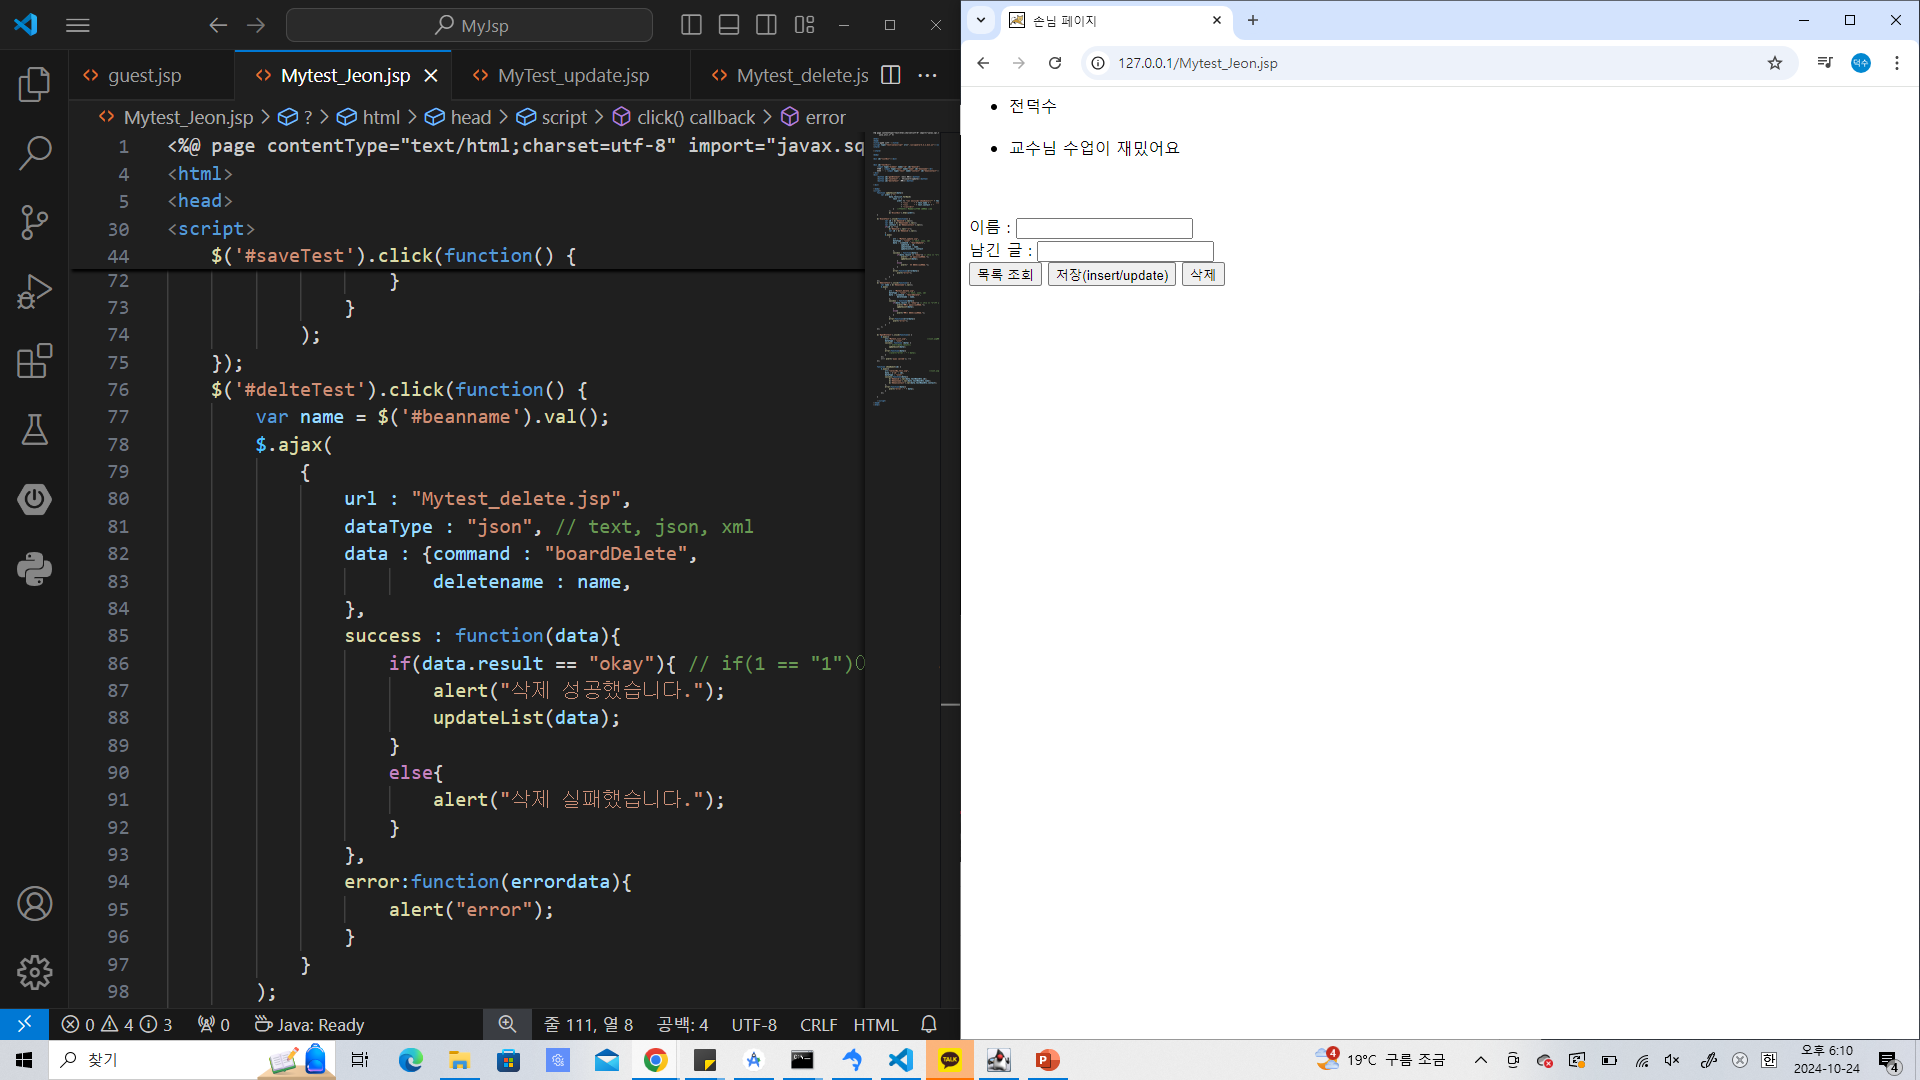 MyJsp
guest.jsp
Mytest_Jeon.jsp
MyTest_update.jsp
Mytest_delete.js
Mytest_Jeon.jsp > ? > html > head > script > click() callback > error
1 <%@ page contentType="text/html;charset=utf-8" import="javax.sq
4 <html>
5 <head>
30 <script>
44 $('#saveTest').click(function() {
72 }
73 }
74 );
75 });
76 $('#delteTest').click(function() {
77 var name = $('#beanname').val();
78 $.ajax(
79 {
80 url : "Mytest_delete.jsp",
81 dataType : "json", // text, json, xml
82 data : {command : "boardDelete",
83 deletename : name,
84 },
85 success : function(data){
86 if(data.result == "okay"){ // if(1 == "1")
87 alert("삭제 성공했습니다.");
88 updateList(data);
89 }
90 else{
91 alert("삭제 실패했습니다.");
92 }
93 },
94 error:function(errordata){
95 alert("error");
96 }
97 }
98 );
0 4 3 0 Java: Ready 줄 111, 열 8 공백: 4 UTF-8 CRLF HTML
손님 페이지
127.0.0.1/Mytest_Jeon.jsp
덕수
전덕수
교수님 수업이 재밌어요
이름 :
남긴 글 :
목록 조회 저장(insert/update) 삭제
찾기
TALK
4
19°C 구름 조금
한
오후 6:10
2024-10-24
4